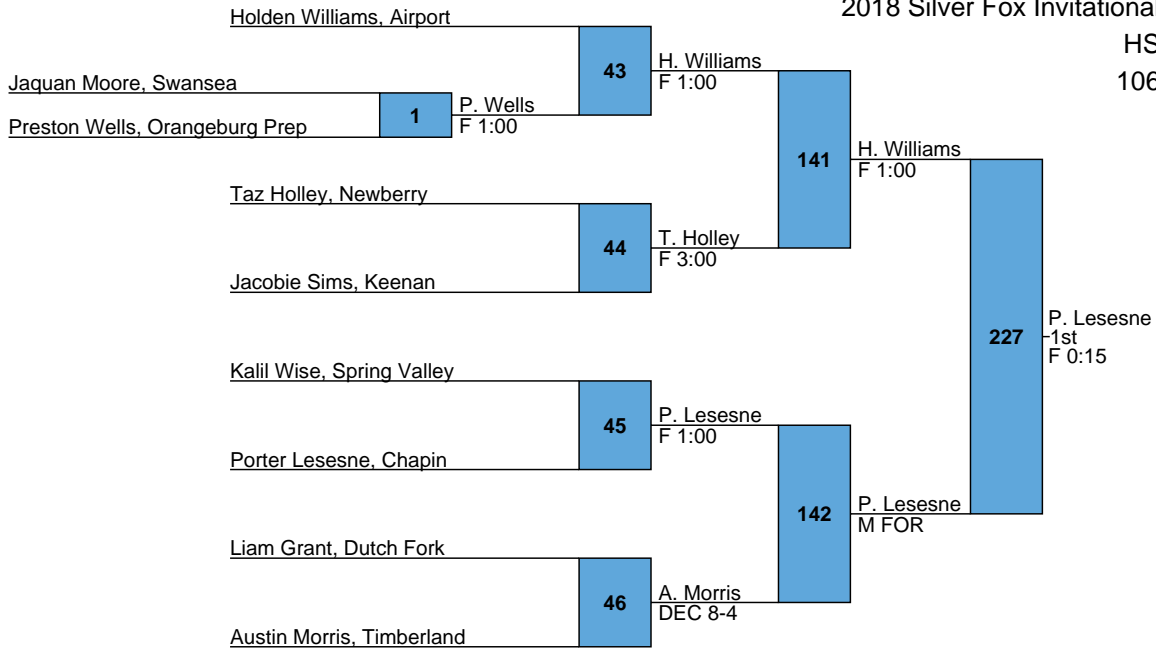 2018 Silver Fox Invitational
HS
106
Holden Williams, Airport
43
H. Williams
F 1:00
Jaquan Moore, Swansea
1
P. Wells
F 1:00
Preston Wells, Orangeburg Prep
141
H. Williams
F 1:00
Taz Holley, Newberry
44
T. Holley
F 3:00
Jacobie Sims, Keenan
227
P. Lesesne
1st
F 0:15
Kalil Wise, Spring Valley
45
P. Lesesne
F 1:00
Porter Lesesne, Chapin
142
P. Lesesne
M FOR
Liam Grant, Dutch Fork
46
A. Morris
DEC 8-4
Austin Morris, Timberland